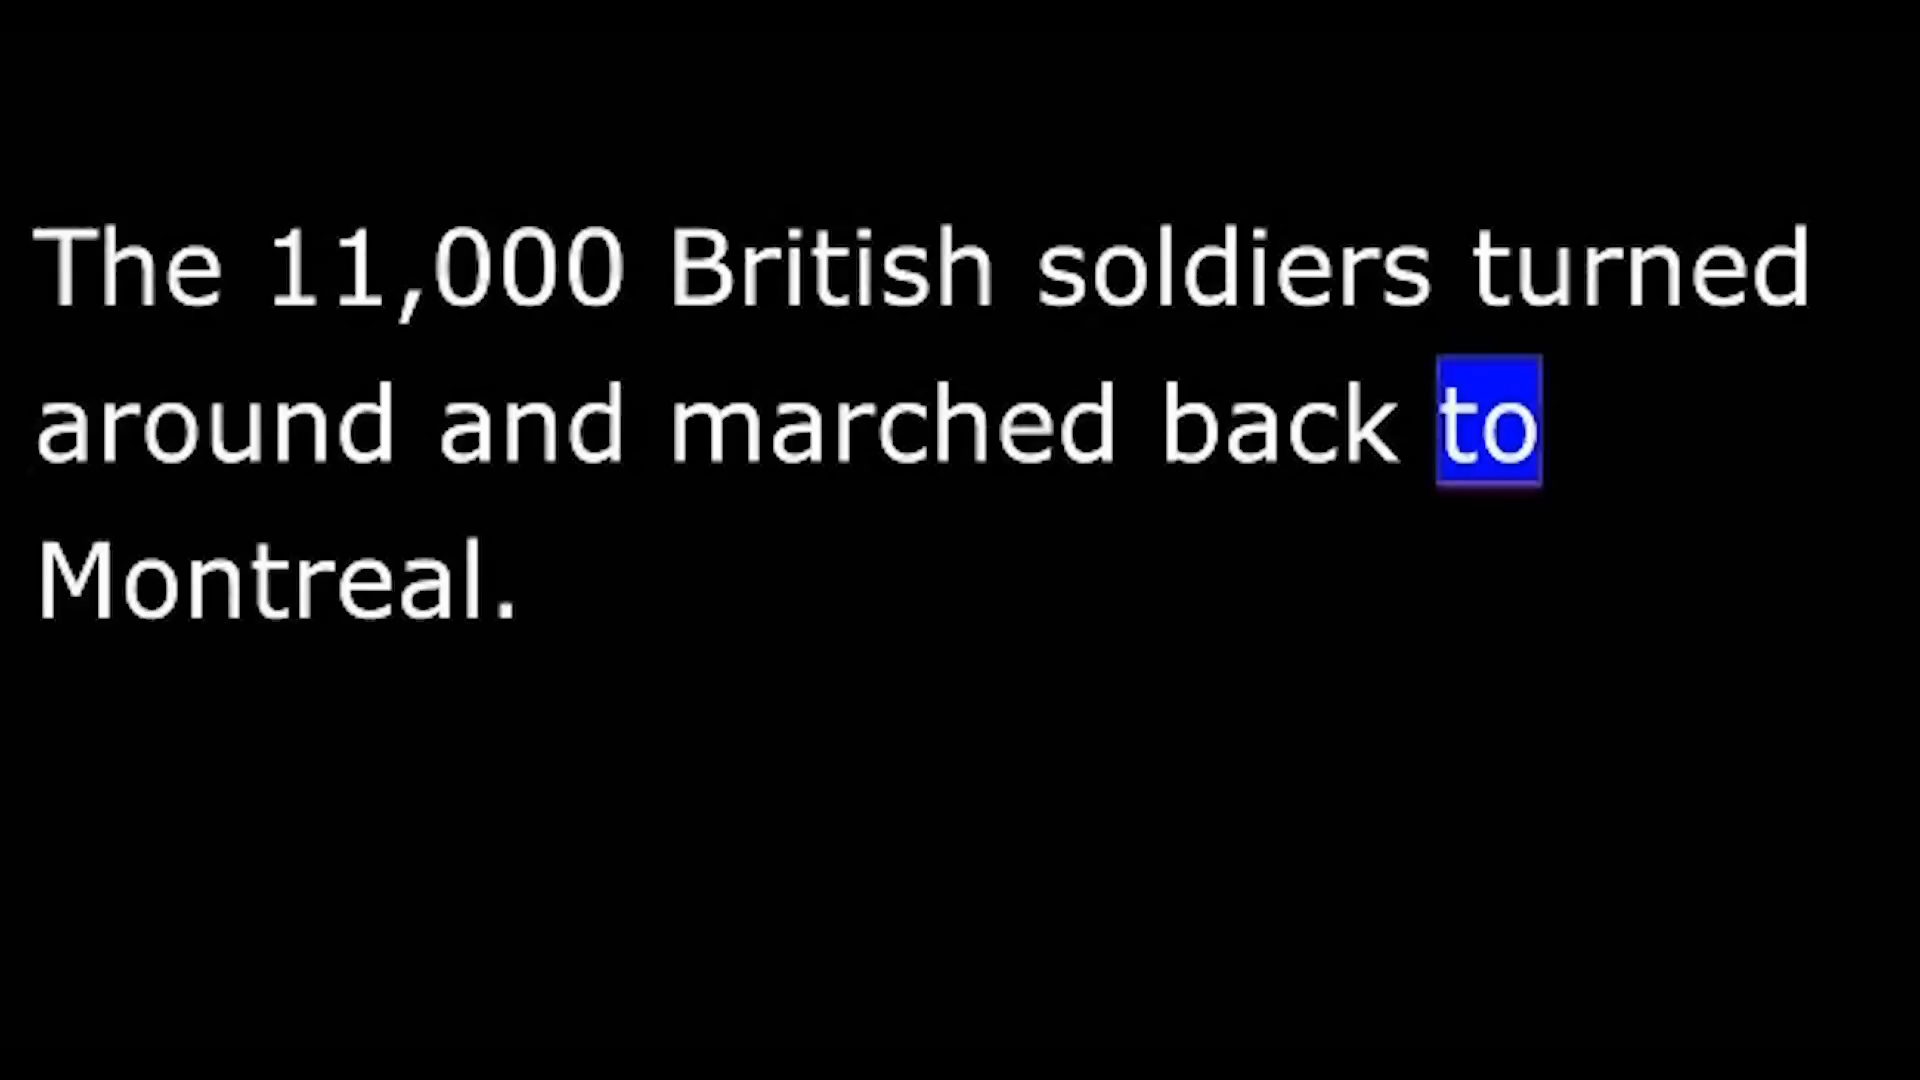 The 11,000 British soldiers turned
around and marched back to
Montreal.